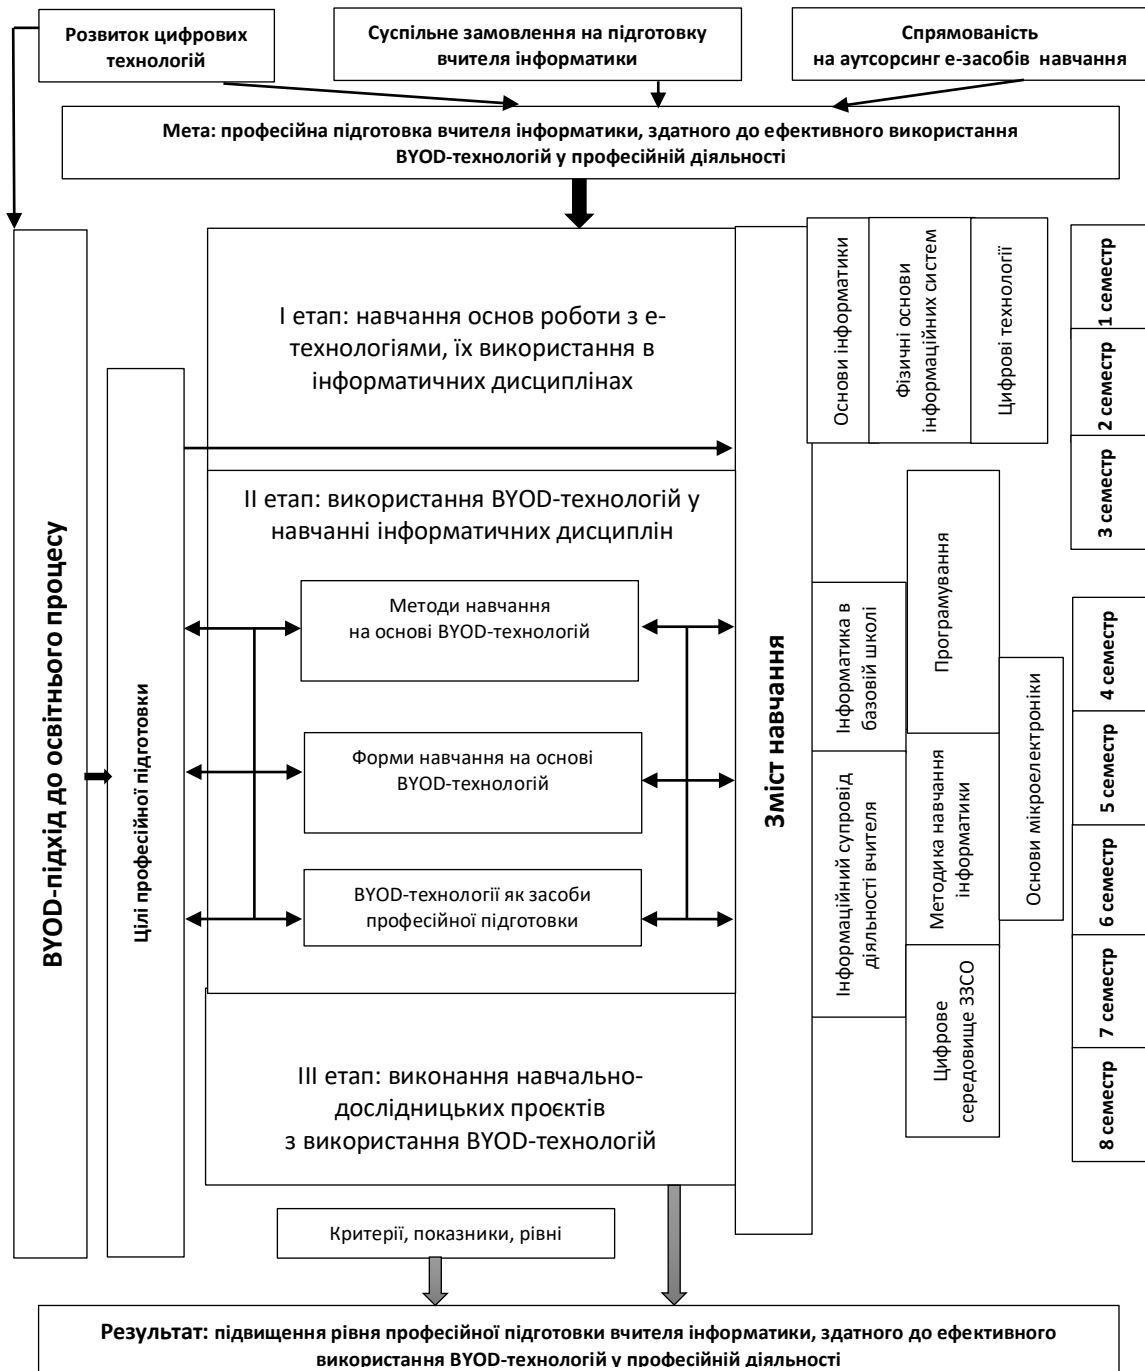 Розвиток цифрових
технологій
Суспільне замовлення на підготовку
вчителя інформатики
Спрямованість
на аутсорсинг е-засобів навчання
Мета: професійна підготовка вчителя інформатики, здатного до ефективного використання
BYOD-технологій у професійній діяльності
BYOD-підхід до освітнього процесу
Цілі професійної підготовки
І етап: навчання основ роботи з е-
технологіями, їх використання в
інформатичних дисциплінах
ІІ етап: використання BYOD-технологій у
навчанні інформатичних дисциплін
Методи навчання
на основі BYOD-технологій
Форми навчання на основі
BYOD-технологій
BYOD-технології як засоби
професійної підготовки
ІІІ етап: виконання навчально-
дослідницьких проєктів
з використання BYOD-технологій
Зміст навчання
Основи інформатики
Фізичні основи
інформаційних систем
Цифрові технології
Інформатика в
базовій школі
Програмування
Інформаційний супровід
діяльності вчителя
Методика навчання
інформатики
Основи мікроелектроніки
Цифрове
середовище ЗЗСО
1 семестр
2 семестр
3 семестр
4 семестр
5 семестр
6 семестр
7 семестр
8 семестр
Критерії, показники, рівні
Результат: підвищення рівня професійної підготовки вчителя інформатики, здатного до ефективного
використання BYOD-технологій у професійній діяльності